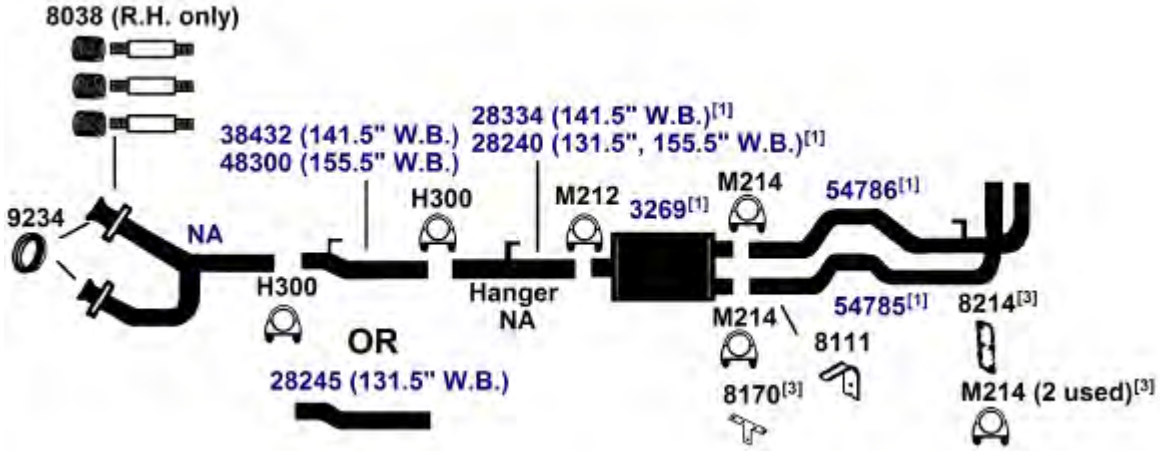 8038 (R.H. only)
38432 (141.5" W.B.)
48300 (155.5" W.B.)
28334 (141.5" W.B.)[1]
28240 (131.5", 155.5" W.B.)[1]
9234
NA
H300
H300
M212
3269[1]
M214
54786[1]
Hanger
NA
OR
28245 (131.5" W.B.)
M214
8111
54785[1]
8214[3]
8170[3]
M214 (2 used)[3]